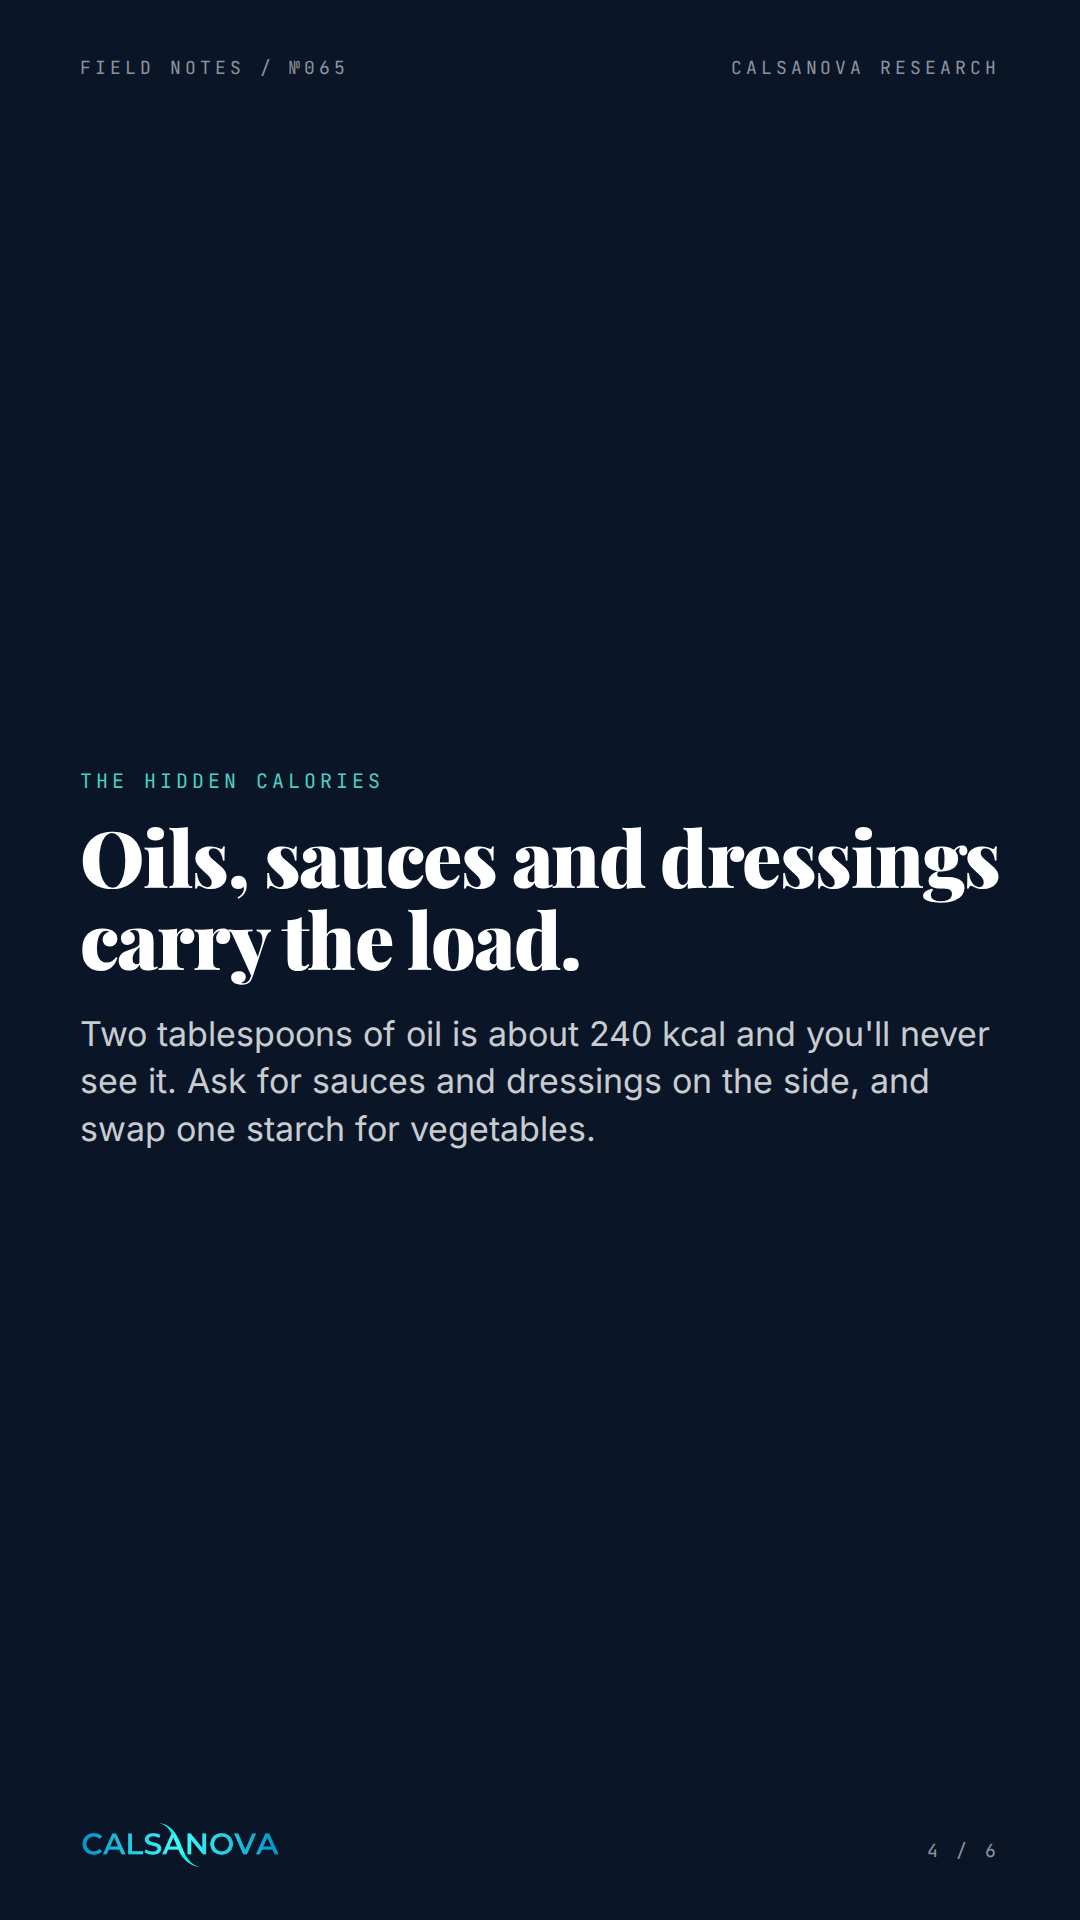 FIELD NOTES / №065
CALSANOVA RESEARCH
THE HIDDEN CALORIES
Oils, sauces and dressings
carry the load.
Two tablespoons of oil is about 240 kcal and you'll never
see it. Ask for sauces and dressings on the side, and
swap one starch for vegetables.
CALSANOVA
4 / 6